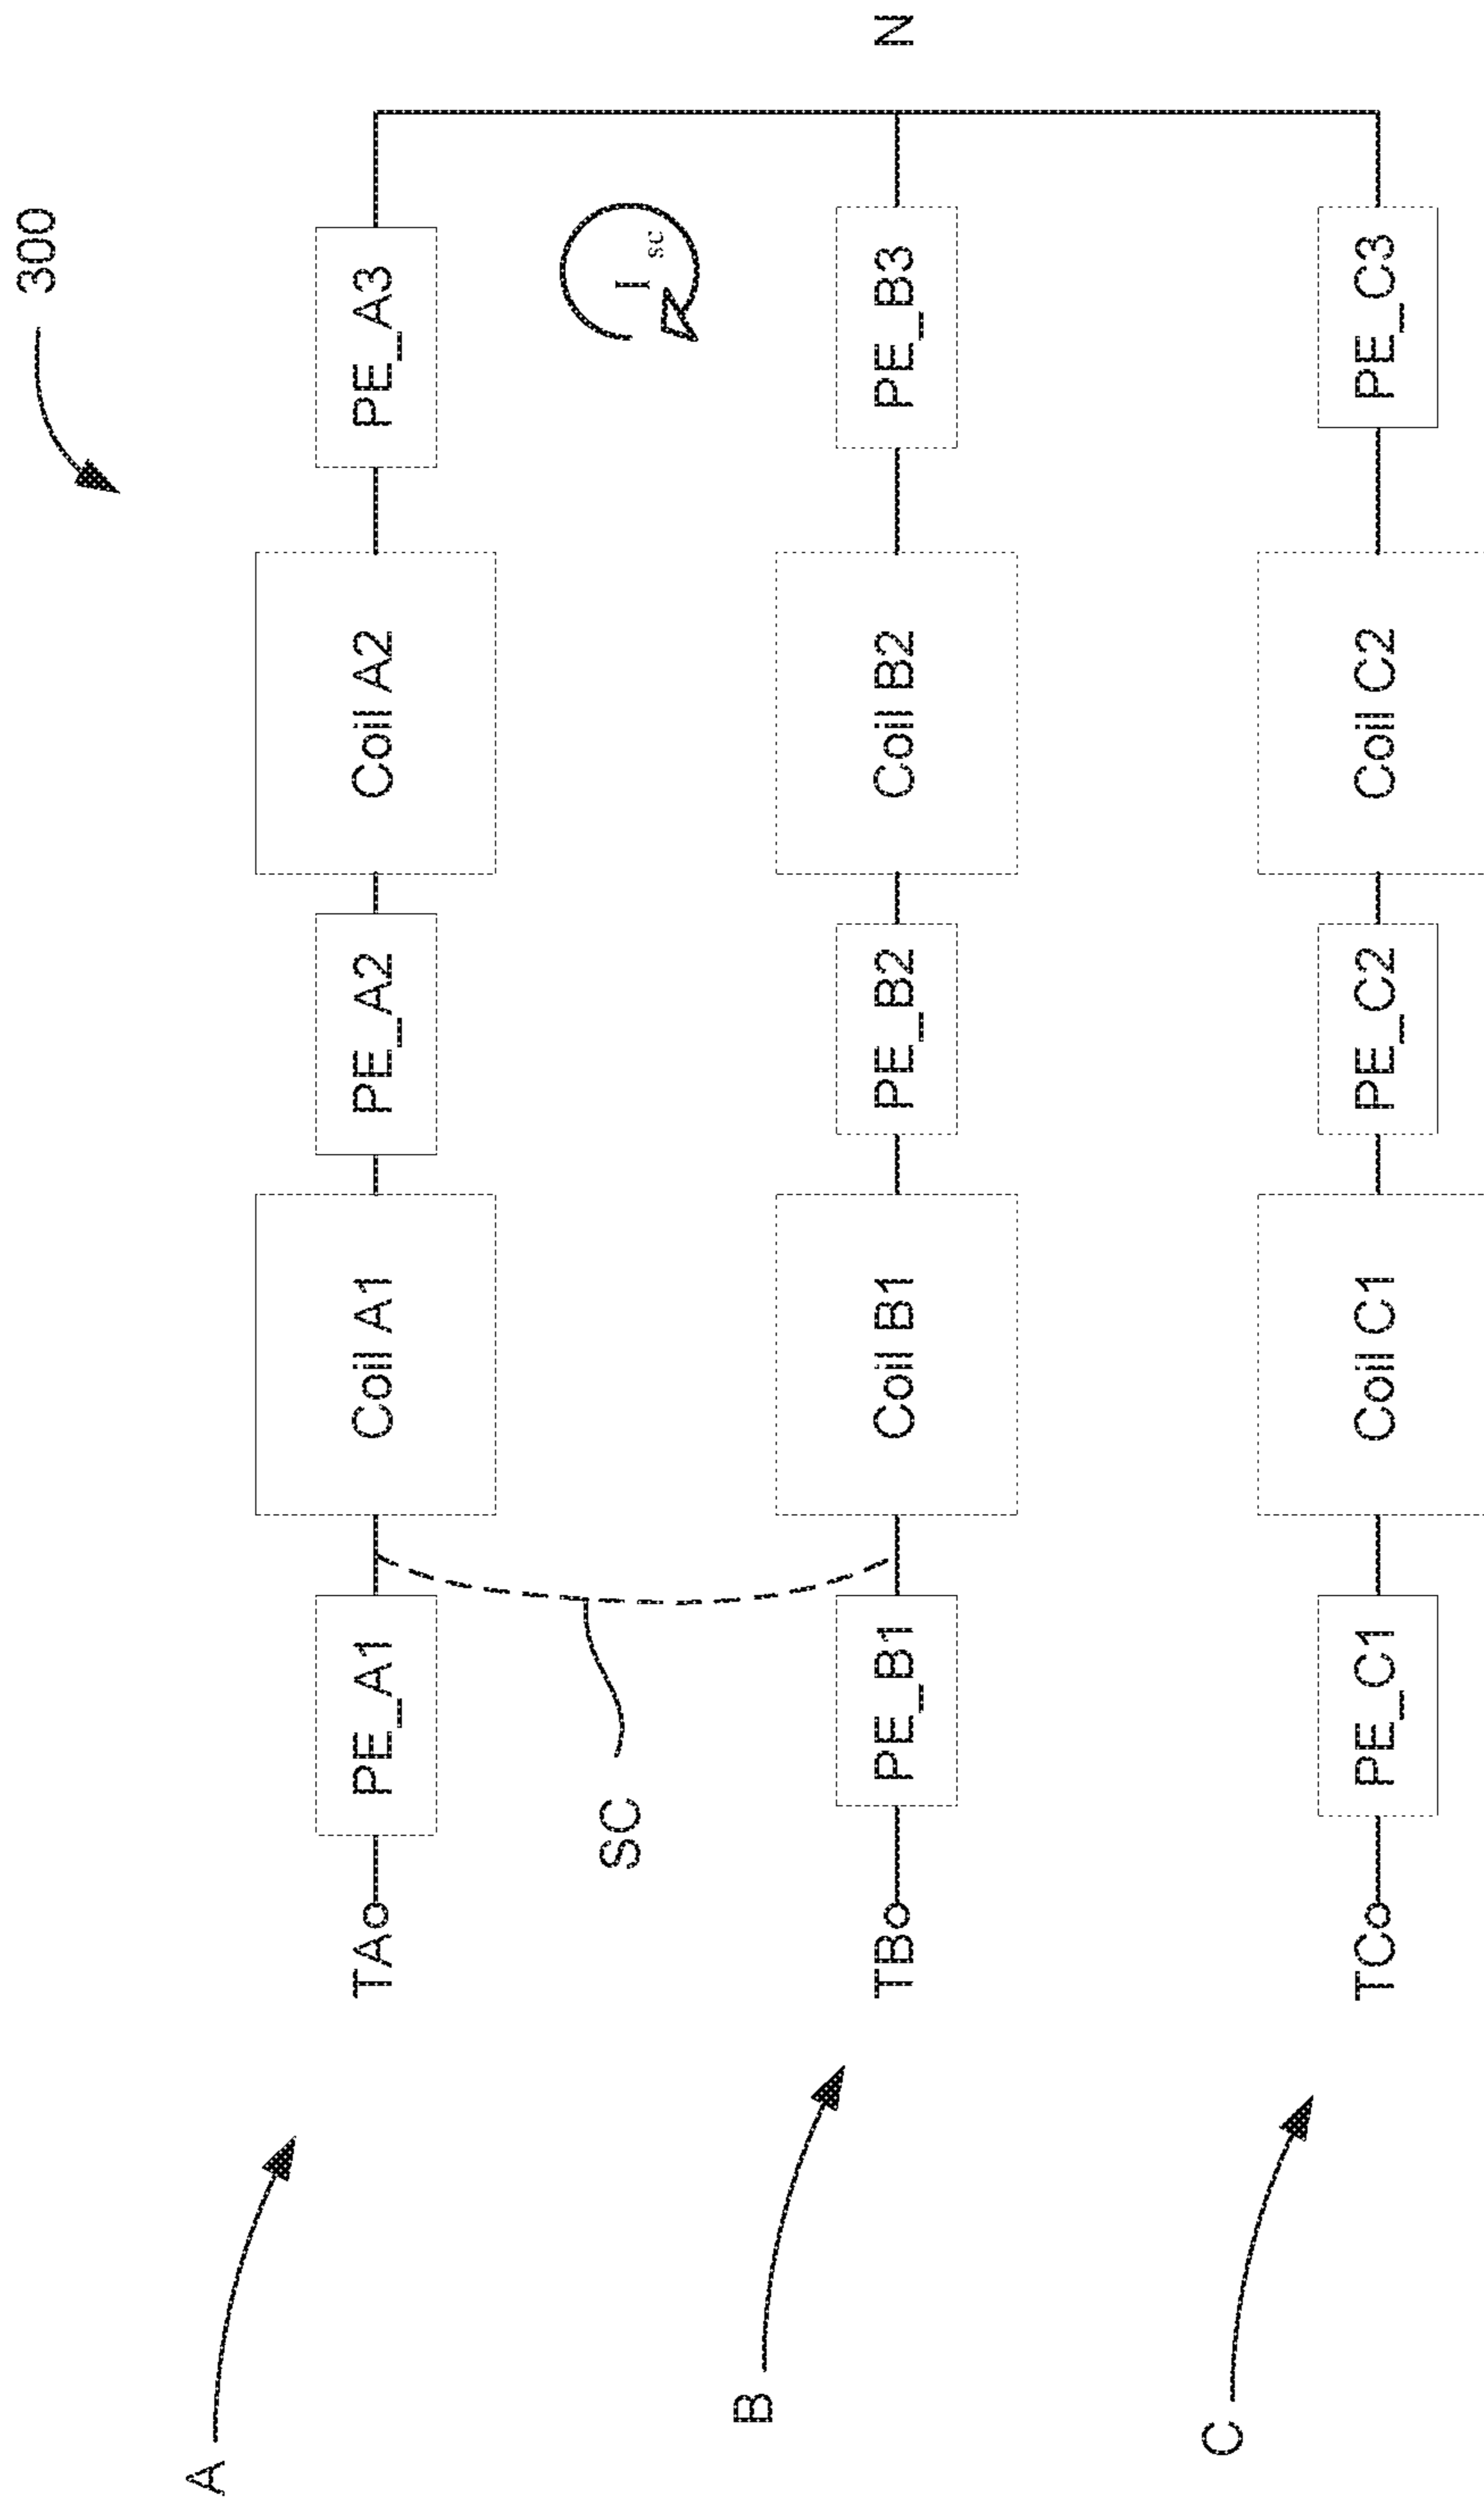 300
A
TA
PE_A1
Coil A1
PE_A2
Coil A2
PE_A3
SC
I sc
B
TB
PE_B1
Coil B1
PE_B2
Coil B2
PE_B3
N
C
TC
PE_C1
Coil C1
PE_C2
Coil C2
PE_C3